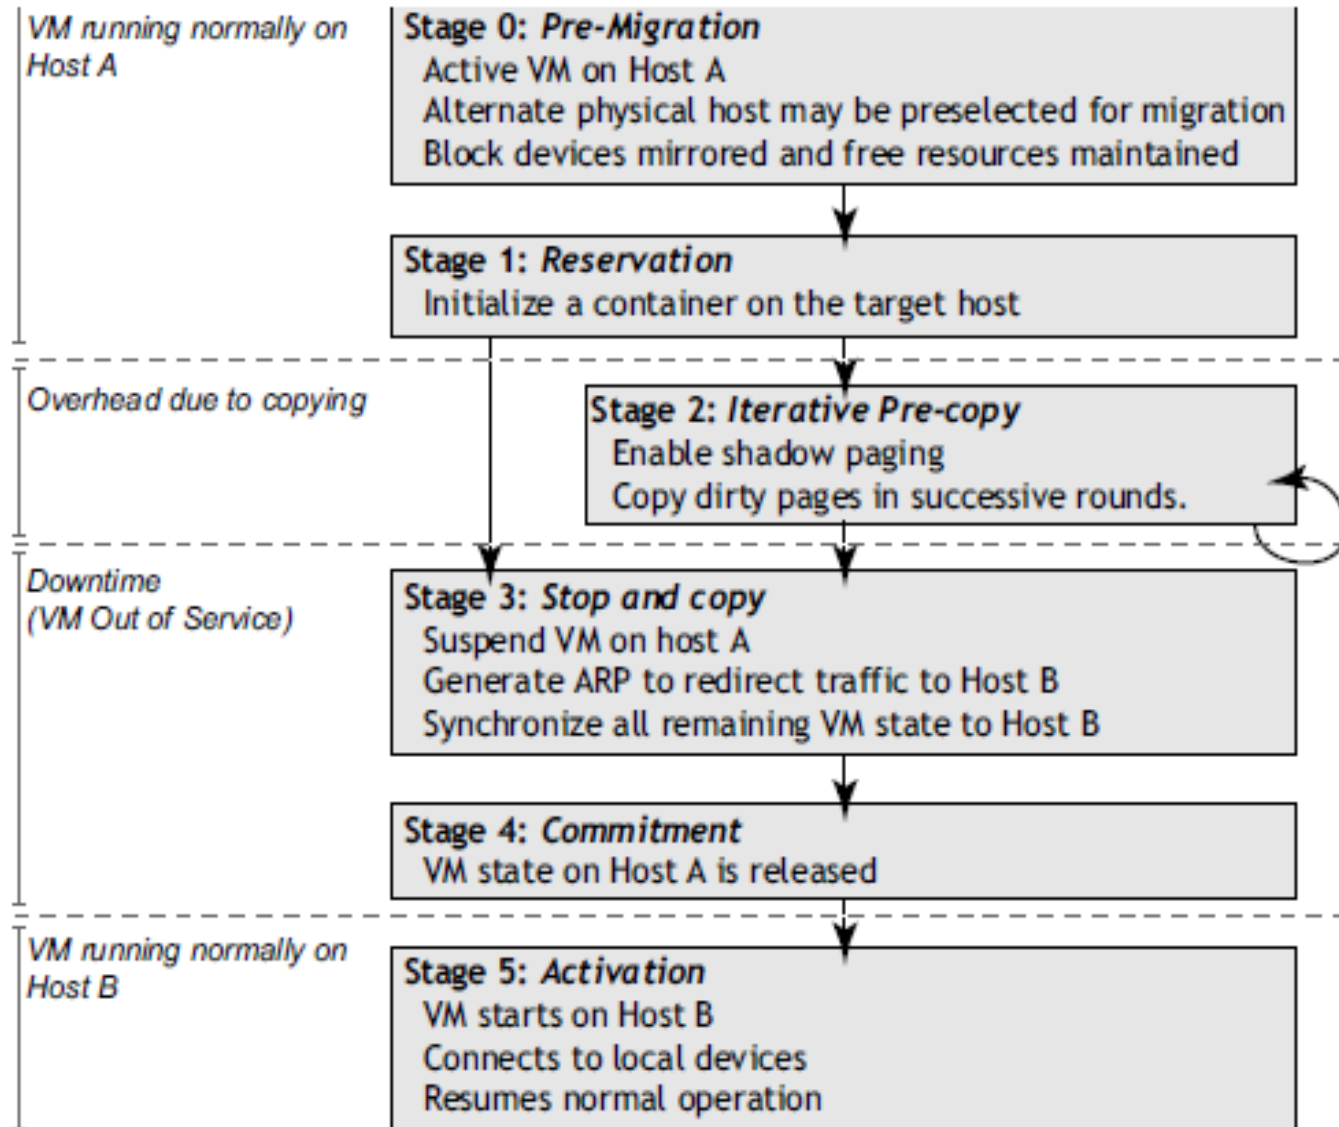 VM running normally on
Host A
Stage 0: Pre-Migration
Active VM on Host A
Alternate physical host may be preselected for migration
Block devices mirrored and free resources maintained
Stage 1: Reservation
Initialize a container on the target host
Overhead due to copying
Stage 2: Iterative Pre-copy
Enable shadow paging
Copy dirty pages in successive rounds.
Downtime
(VM Out of Service)
Stage 3: Stop and copy
Suspend VM on host A
Generate ARP to redirect traffic to Host B
Synchronize all remaining VM state to Host B
Stage 4: Commitment
VM state on Host A is released
VM running normally on
Host B
Stage 5: Activation
VM starts on Host B
Connects to local devices
Resumes normal operation